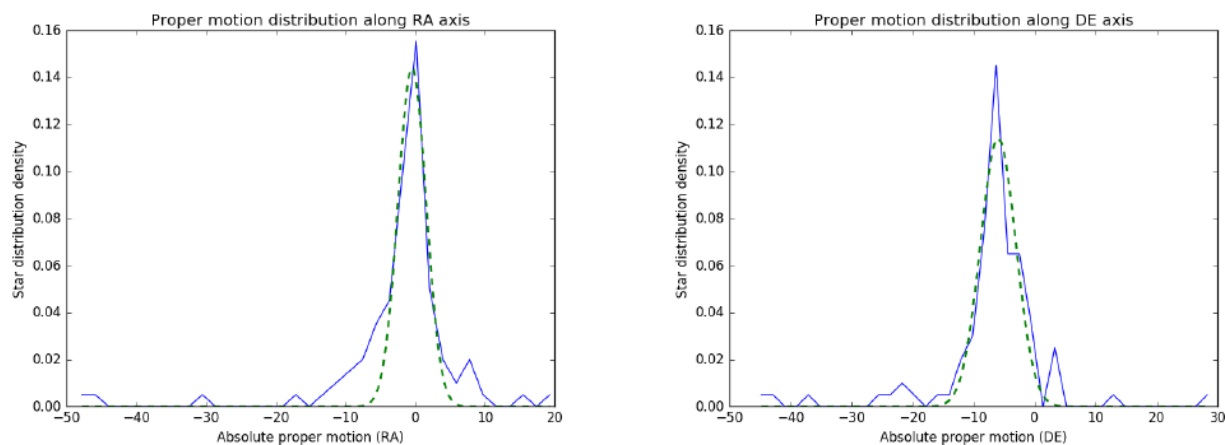 Proper motion distribution along RA axis
0.16
0.14
0.12
0.10
0.08
0.06
0.04
0.02
0.00
Star distribution density
−50 −40 −30 −20 −10 0 10 20
Absolute proper motion (RA)
Proper motion distribution along DE axis
0.16
0.14
0.12
0.10
0.08
0.06
0.04
0.02
0.00
Star distribution density
−50 −40 −30 −20 −10 0 10 20 30
Absolute proper motion (DE)